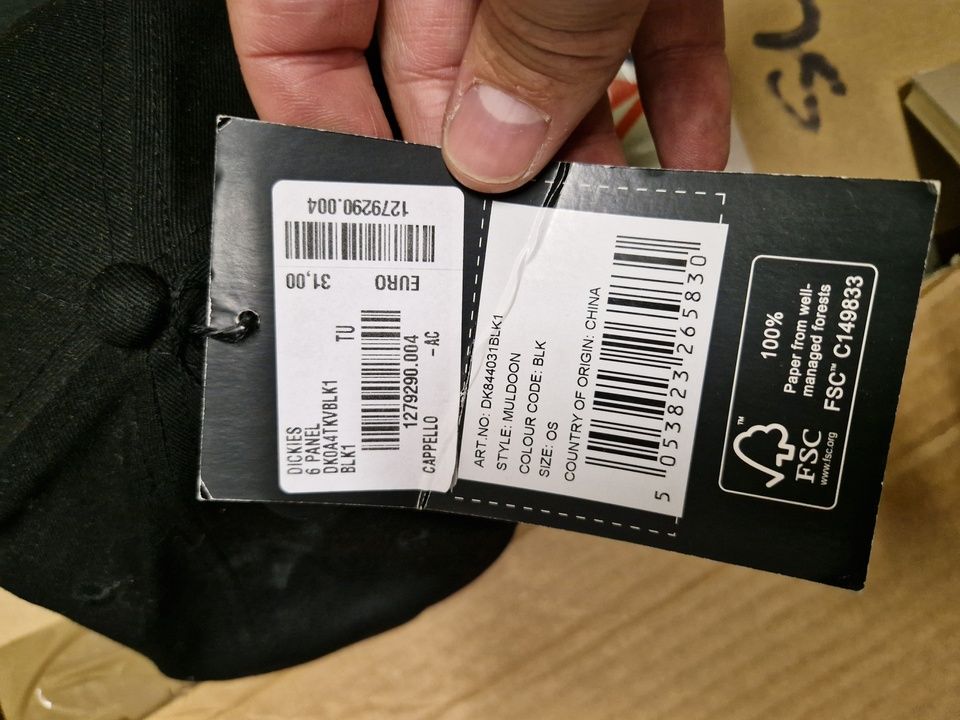 1279290.004
EURO 31,00
DICKIES
6 PANEL
DK0A4TKVBLK1
BLK1 TU
1279290.004
CAPPELLO -AC
ART.NO: DK844031BLK1
STYLE: MULDOON
COLOUR CODE: BLK
SIZE: OS
COUNTRY OF ORIGIN: CHINA
5 053823 265830
FSC
www.fsc.org
100%
Paper from well-
managed forests
FSC™ C149833